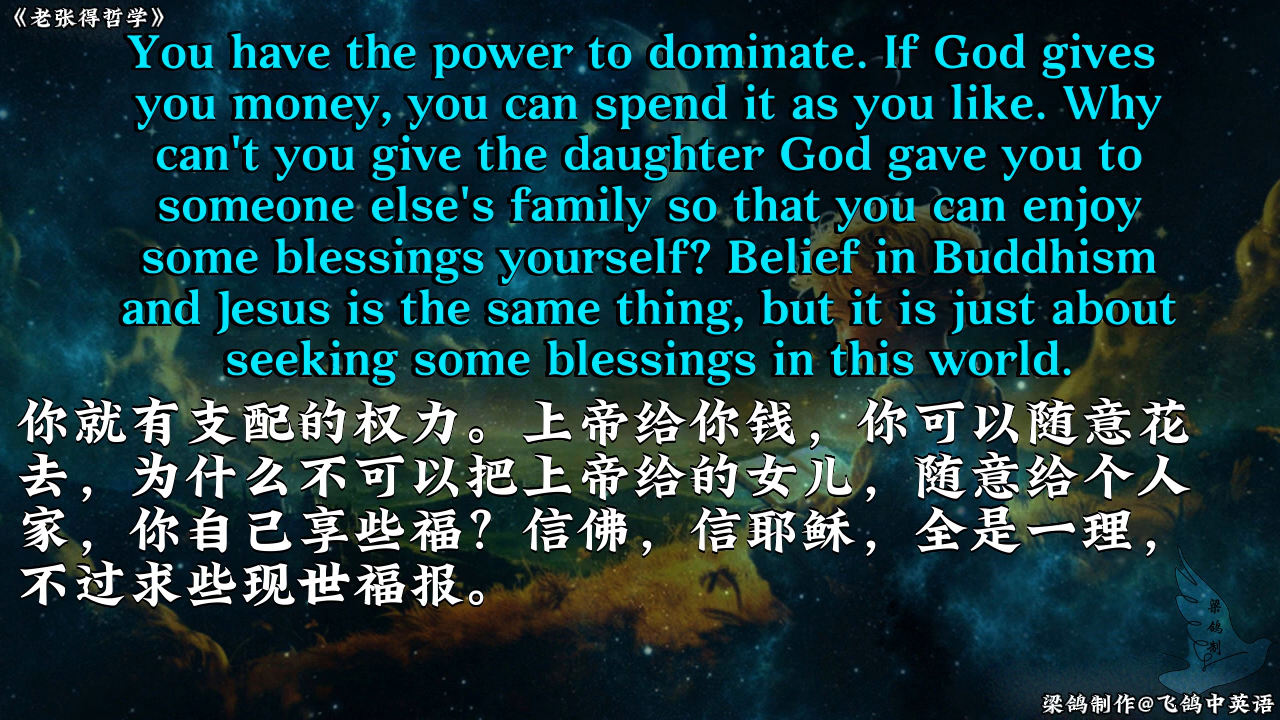 《老张得哲学》
You have the power to dominate. If God gives
you money, you can spend it as you like. Why
can't you give the daughter God gave you to
someone else's family so that you can enjoy
some blessings yourself? Belief in Buddhism
and Jesus is the same thing, but it is just about
seeking some blessings in this world.
你就有支配的权力。上帝给你钱，你可以随意花
去，为什么不可以把上帝给的女儿，随意给个人
家，你自己享些福？信佛，信耶稣，全是一理，
不过求些现世福报。
梁鸽制
梁鸽制作@飞鸽中英语